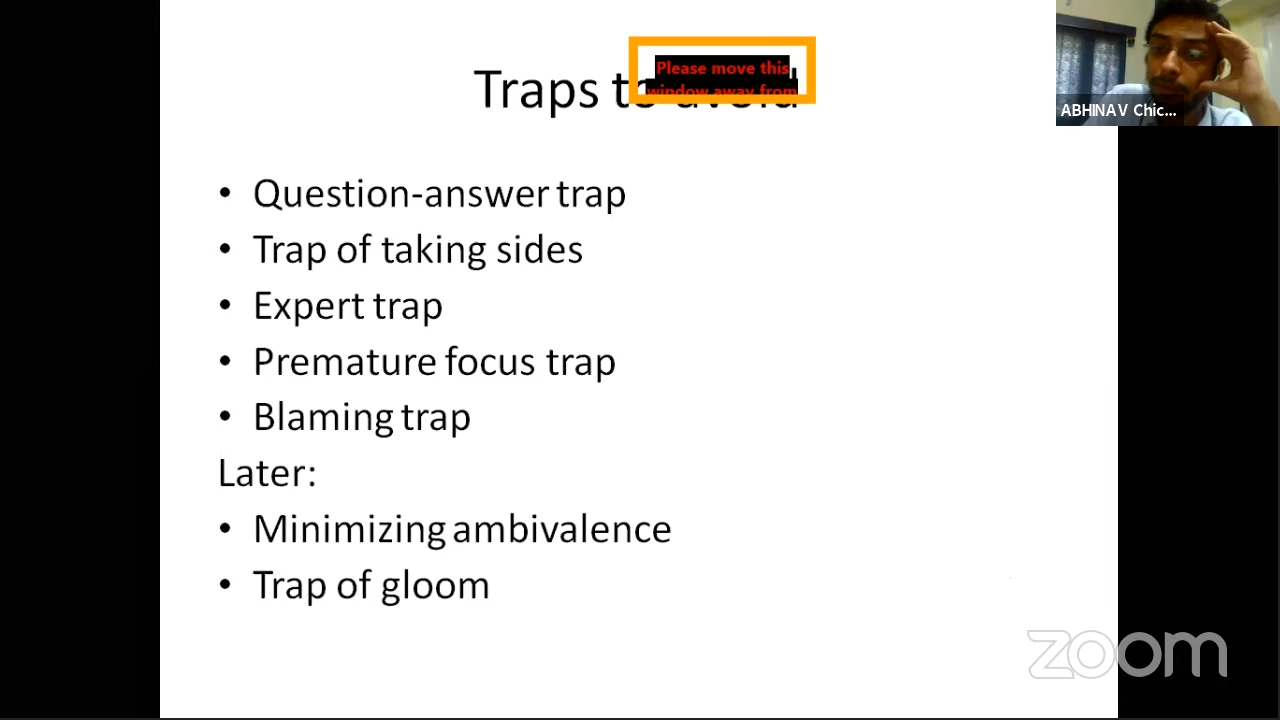 Traps to avoid
Please move this
window away from
ABHINAV Chic...
• Question-answer trap
• Trap of taking sides
• Expert trap
• Premature focus trap
• Blaming trap
Later:
• Minimizing ambivalence
• Trap of gloom
zoom